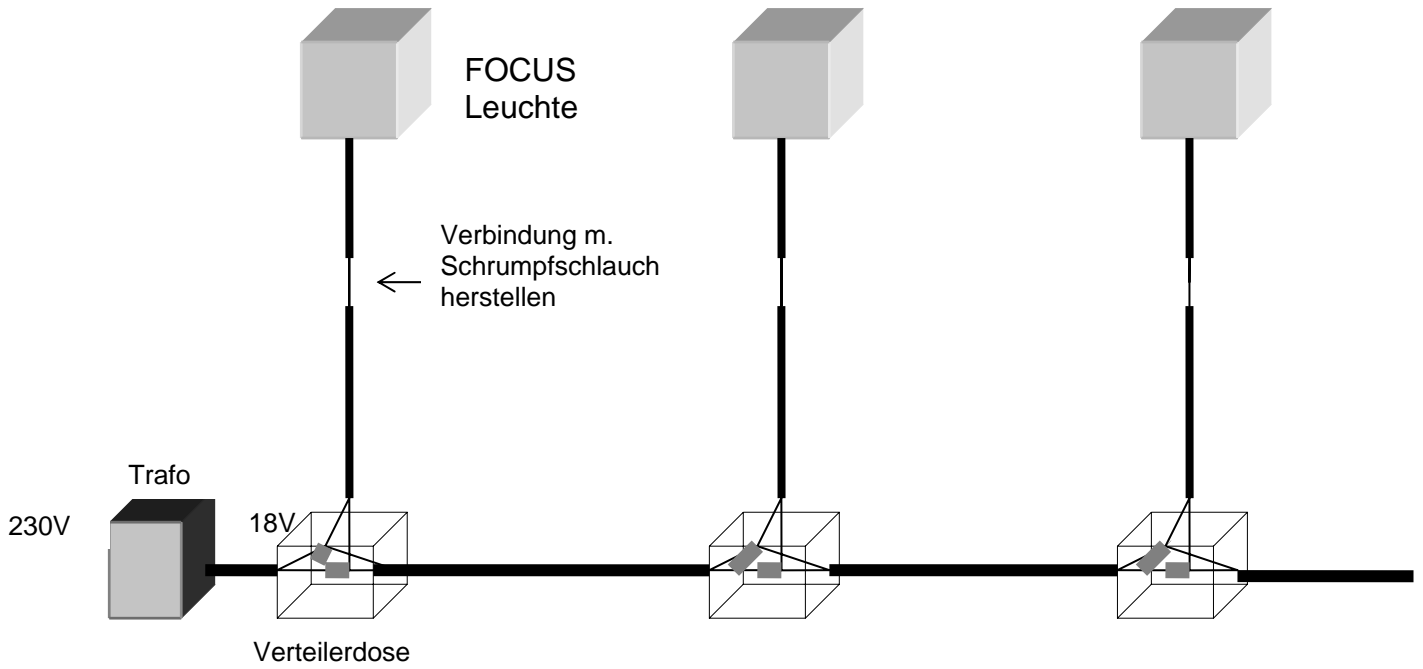 FOCUS
Leuchte
Verbindung m.
Schrumpfschlauch
herstellen
Trafo
230V
18V
Verteilerdose